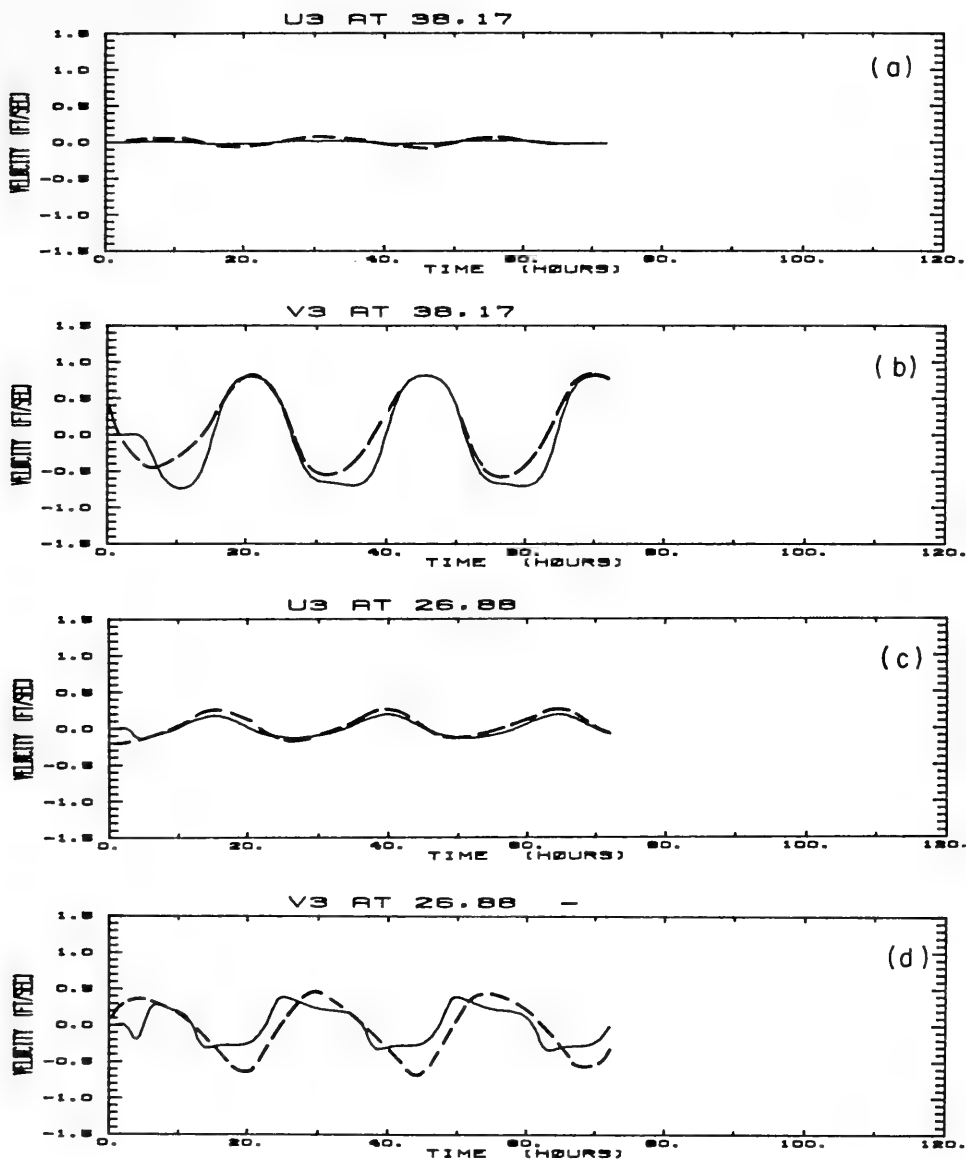 U3 AT 38.17
(a)
1.5
1.0
0.5
0.0
-0.5
-1.0
-1.5
VELOCITY (FT/SEC)
0. 20. 40. 60. 80. 100. 120.
TIME (HØURS)
V3 AT 38.17
(b)
1.5
1.0
0.5
0.0
-0.5
-1.0
-1.5
VELOCITY (FT/SEC)
0. 20. 40. 60. 80. 100. 120.
TIME (HØURS)
U3 AT 26.88
(c)
1.5
1.0
0.5
0.0
-0.5
-1.0
-1.5
VELOCITY (FT/SEC)
0. 20. 40. 60. 80. 100. 120.
TIME (HØURS)
V3 AT 26.88 –
(d)
1.5
1.0
0.5
0.0
-0.5
-1.0
-1.5
VELOCITY (FT/SEC)
0. 20. 40. 60. 80. 100. 120.
TIME (HØURS)